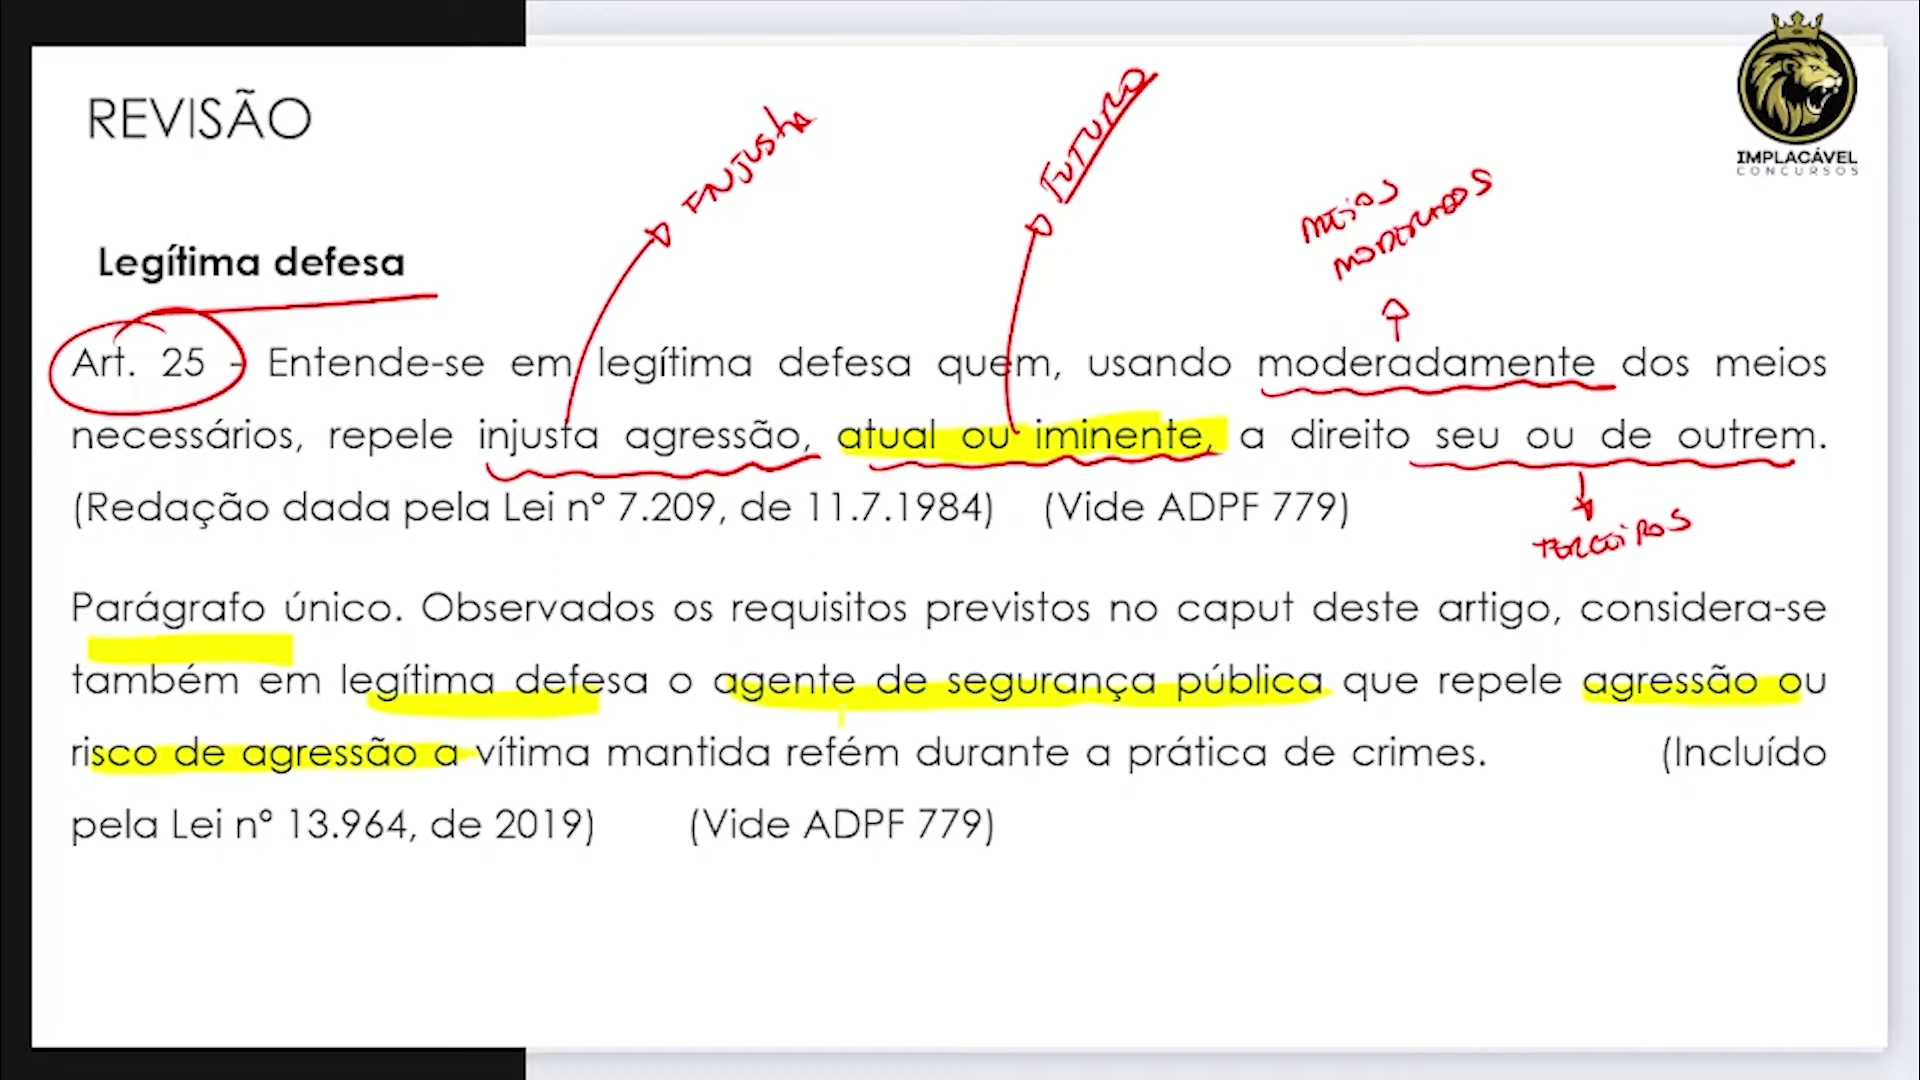 REVISÃO
INJUSTA
FUTURO
MEIOS
MODERADOS
IMPLACÁVEL
CONCURSOS
Legítima defesa
Art. 25 - Entende-se em legítima defesa quem, usando moderadamente dos meios
necessários, repele injusta agressão, atual ou iminente, a direito seu ou de outrem.
(Redação dada pela Lei nº 7.209, de 11.7.1984) (Vide ADPF 779)
TERCEIROS
Parágrafo único. Observados os requisitos previstos no caput deste artigo, considera-se
também em legítima defesa o agente de segurança pública que repele agressão ou
risco de agressão a vítima mantida refém durante a prática de crimes. (Incluído
pela Lei nº 13.964, de 2019) (Vide ADPF 779)